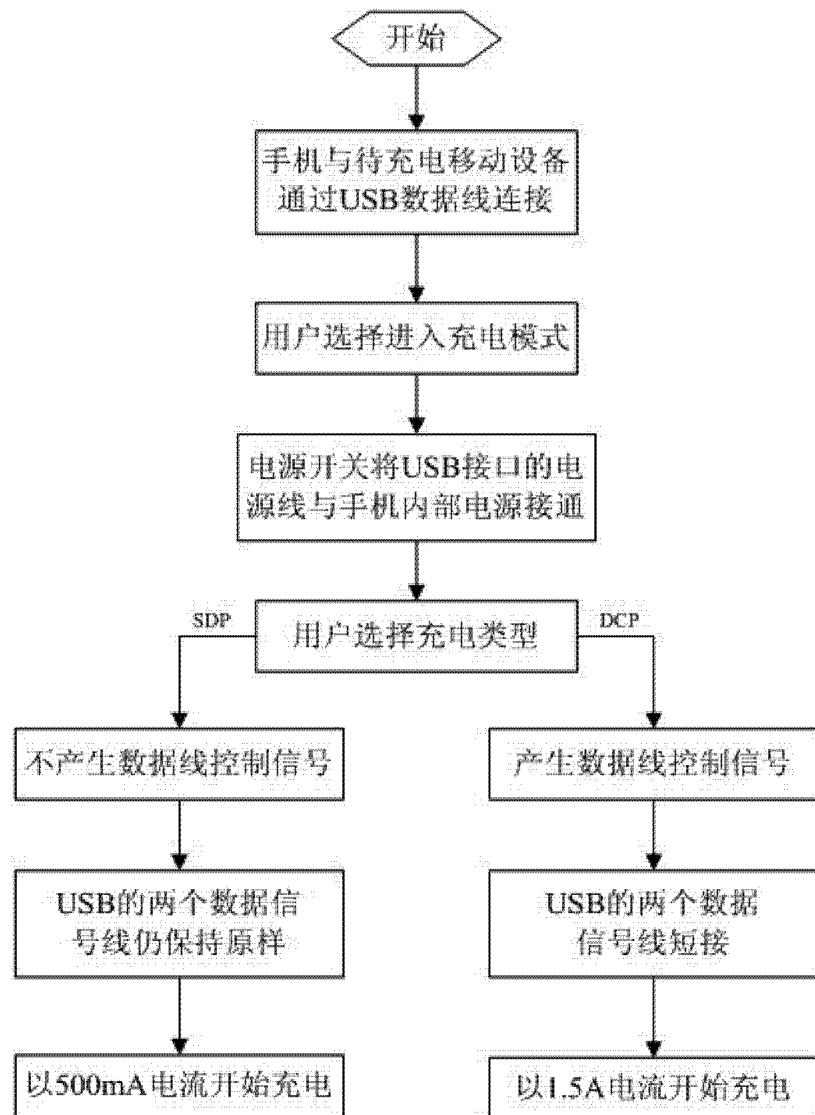 开始
手机与待充电移动设备
通过USB数据线连接
用户选择进入充电模式
电源开关将USB接口的电
源线与手机内部电源接通
SDP
用户选择充电类型
DCP
不产生数据线控制信号
产生数据线控制信号
USB的两个数据信
号线仍保持原样
USB的两个数据
信号线短接
以500mA电流开始充电
以1.5A电流开始充电